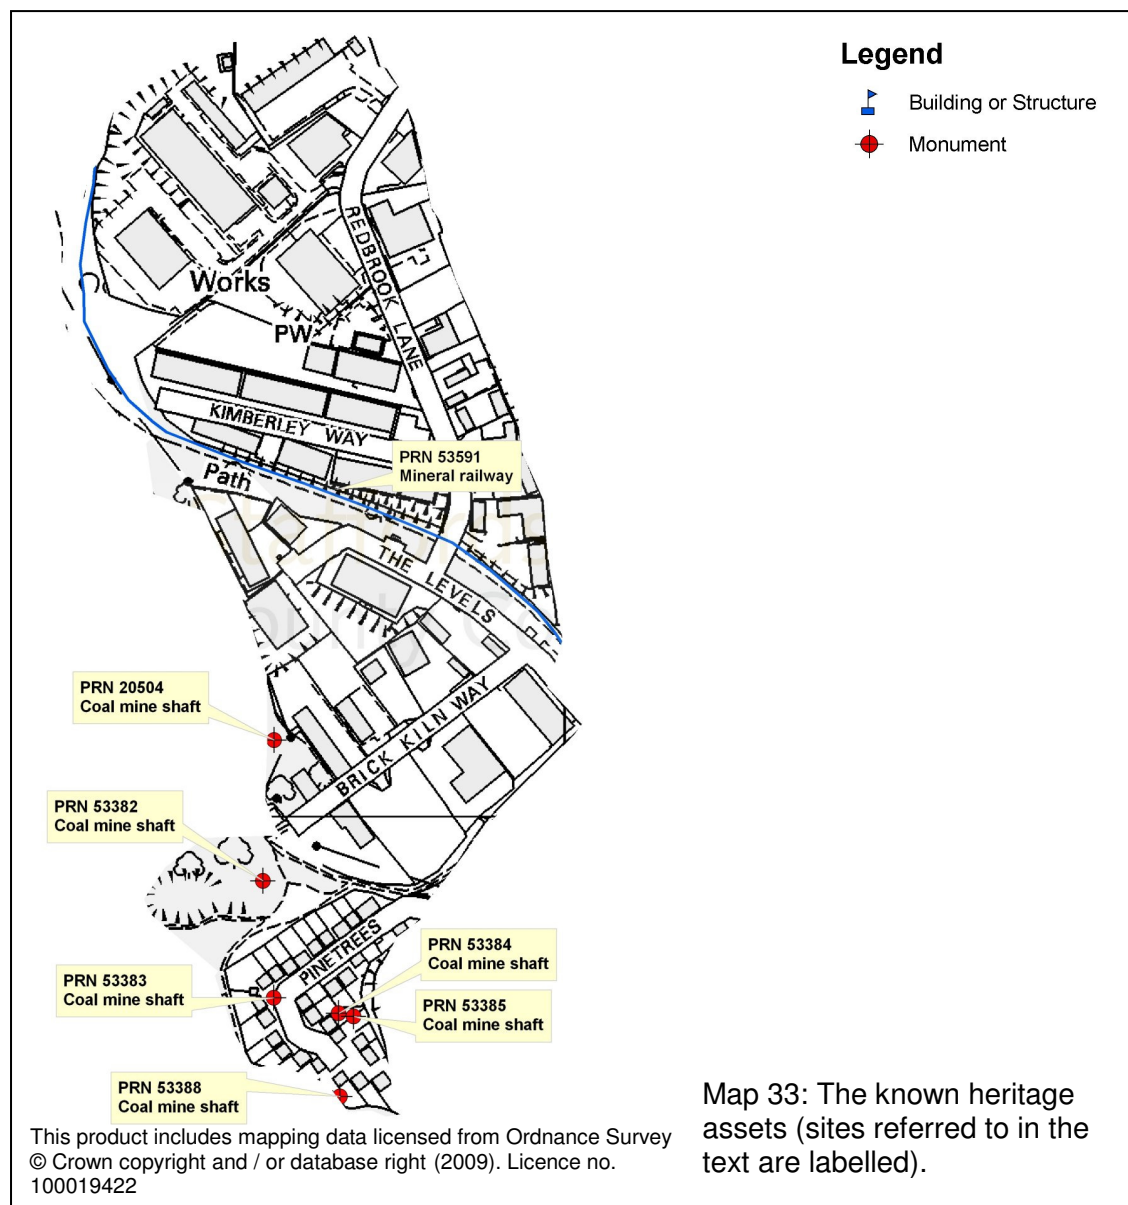 Legend
Building or Structure
Monument
REDBROOK LANE
Works
PW
KIMBERLEY WAY
PRN 53591
Mineral railway
Path
Staffords
THE LEVELS
County Co
PRN 20504
Coal mine shaft
BRICK KILN WAY
PRN 53382
Coal mine shaft
PINETREES
PRN 53384
Coal mine shaft
PRN 53383
Coal mine shaft
PRN 53385
Coal mine shaft
PRN 53388
Coal mine shaft
Map 33: The known heritage
assets (sites referred to in the
text are labelled).
This product includes mapping data licensed from Ordnance Survey
© Crown copyright and / or database right (2009). Licence no.
100019422